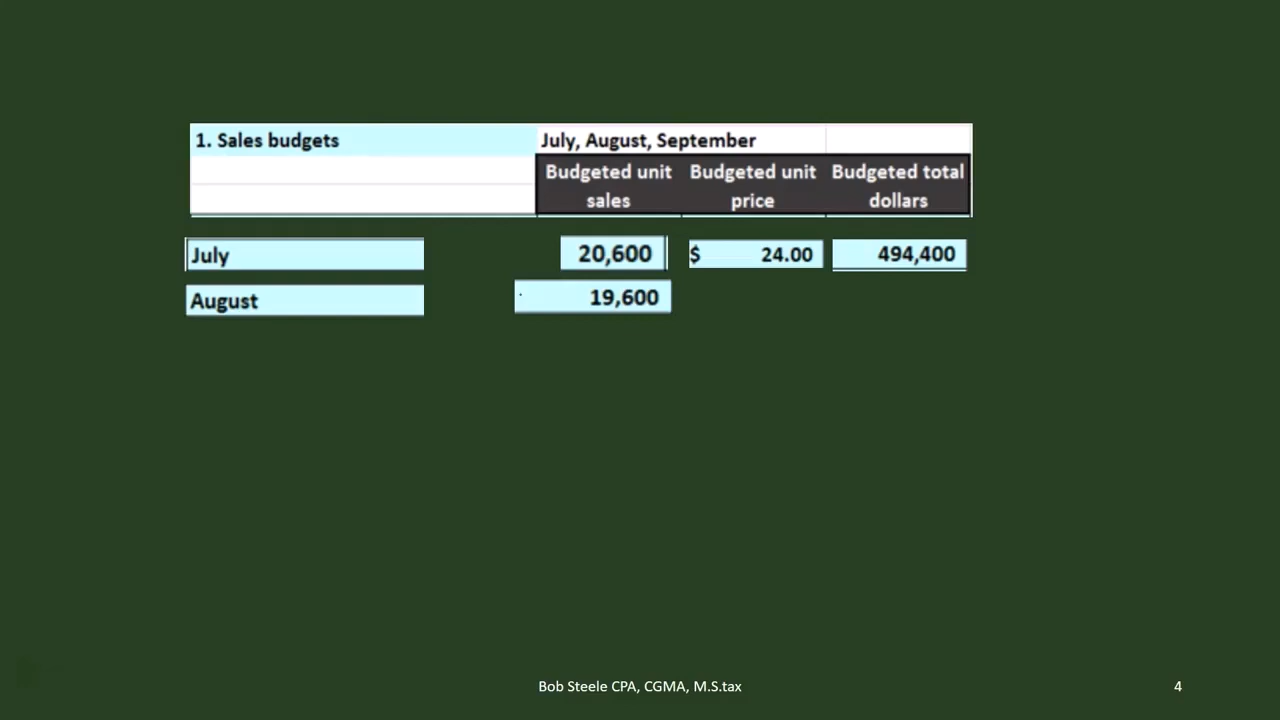 1. Sales budgets July, August, September
Budgeted unit sales Budgeted unit price Budgeted total dollars
July 20,600 $ 24.00 494,400
August 19,600
Bob Steele CPA, CGMA, M.S.tax 4